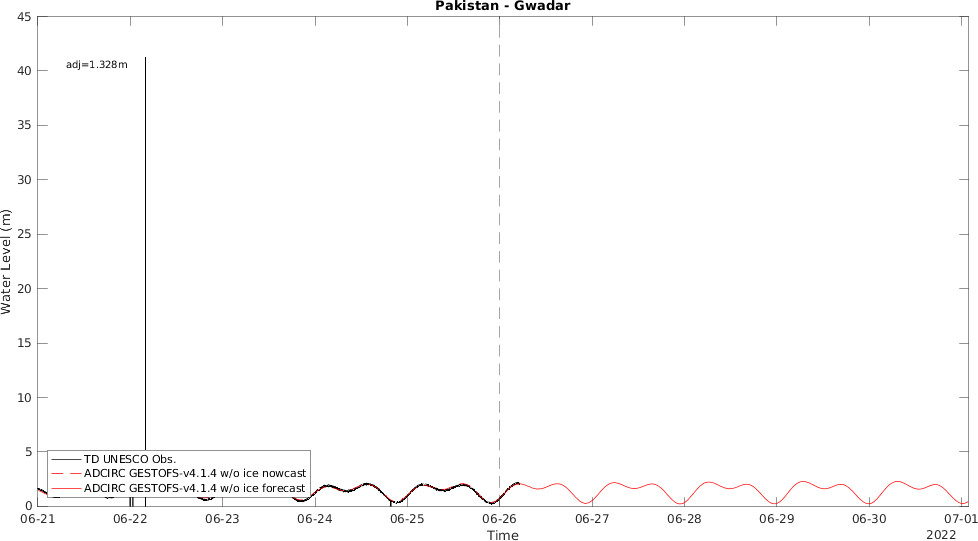 Pakistan - Gwadar
45
40
35
30
25
20
15
10
5
0
Water Level (m)
adj=1.328m
TD UNESCO Obs.
ADCIRC GESTOFS-v4.1.4 w/o ice nowcast
ADCIRC GESTOFS-v4.1.4 w/o ice forecast
06-21 06-22 06-23 06-24 06-25 06-26 06-27 06-28 06-29 06-30 07-01
Time
2022